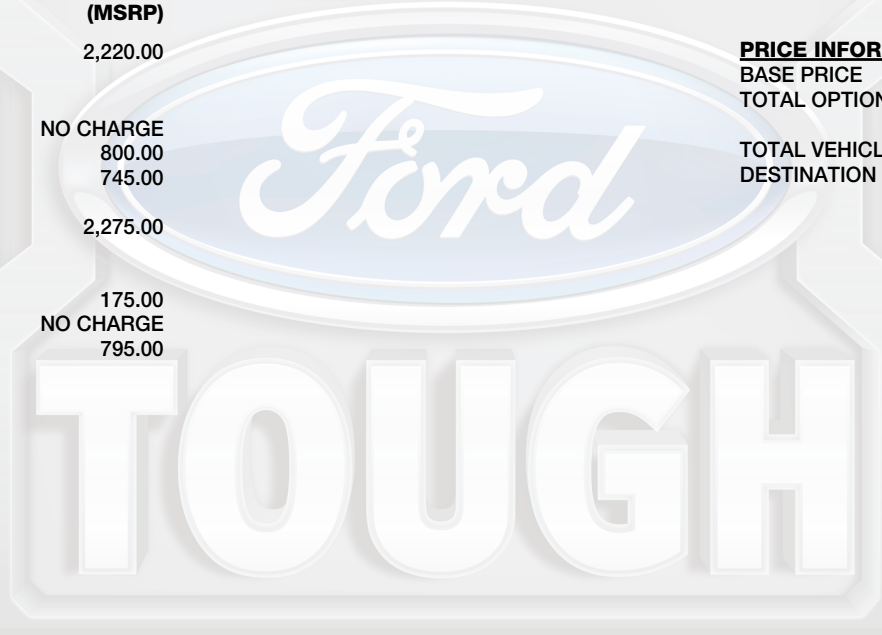 (MSRP)
2,220.00
NO CHARGE
800.00
745.00
2,275.00
175.00
NO CHARGE
795.00
PRICE INFOR
BASE PRICE
TOTAL OPTION
TOTAL VEHICL
DESTINATION
Ford
TOUGH